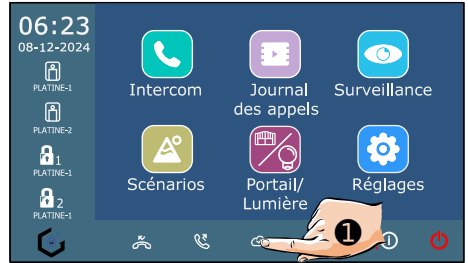 06:23
08-12-2024
PLATINE-1
PLATINE-2
1
PLATINE-1
2
PLATINE-1
Intercom
Journal
des appels
Surveillance
Scénarios
Portail/
Lumière
Réglages
1